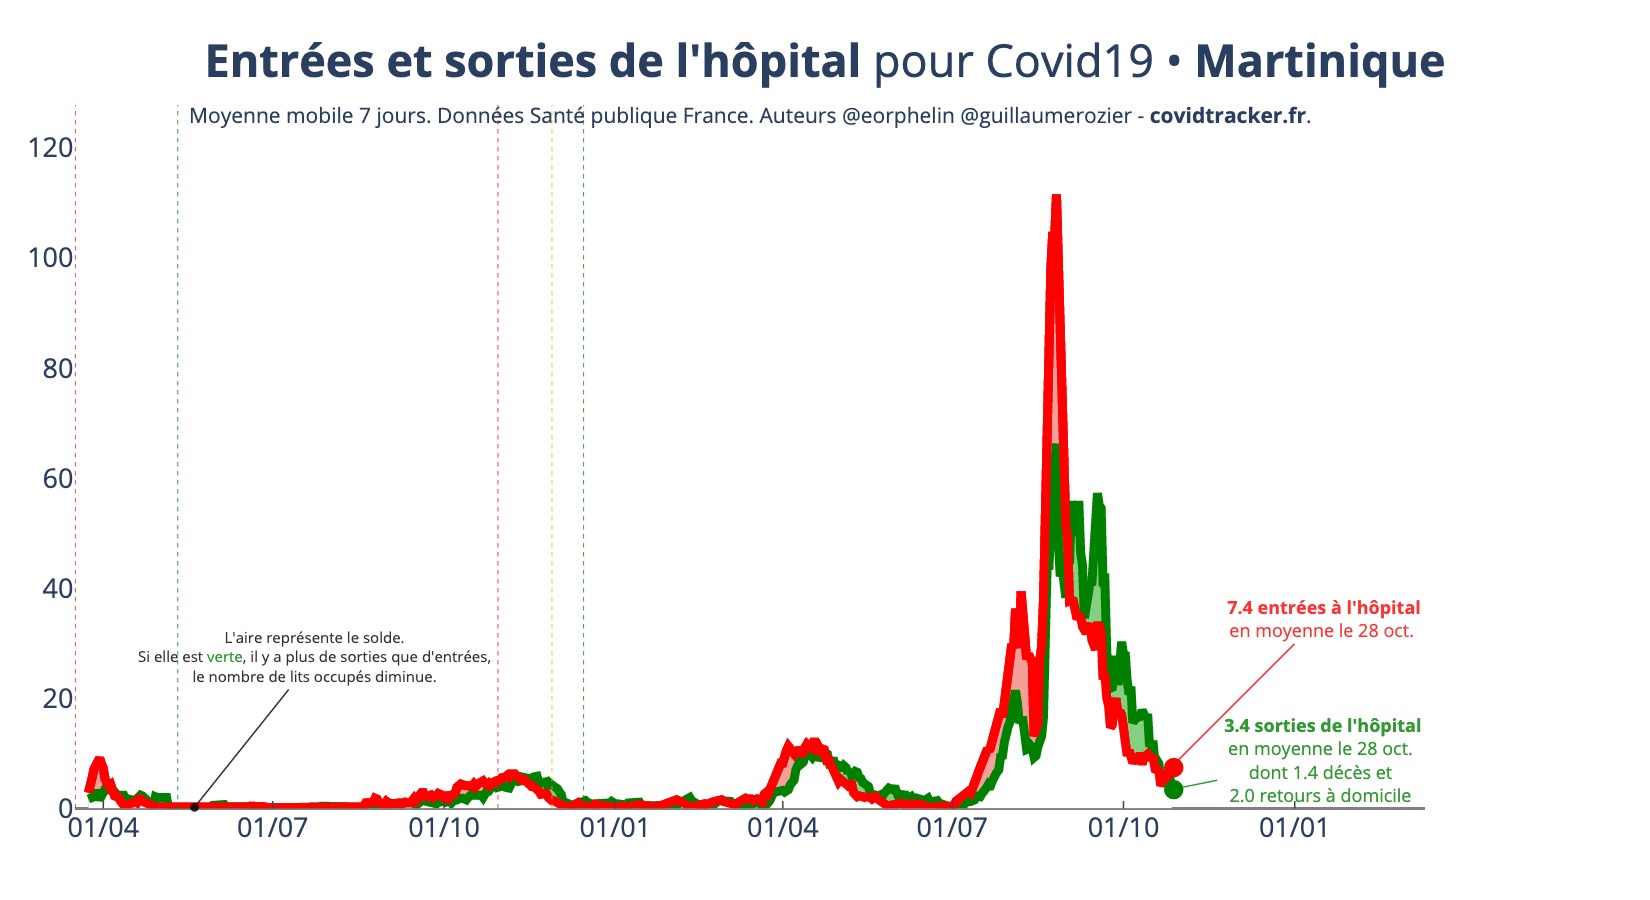 Entrées et sorties de l'hôpital pour Covid19 • Martinique
Moyenne mobile 7 jours. Données Santé publique France. Auteurs @eorphelin @guillaumerozier - covidtracker.fr.
120
100
80
60
40
20
0
L'aire représente le solde.
Si elle est verte, il y a plus de sorties que d'entrées,
le nombre de lits occupés diminue.
7.4 entrées à l'hôpital
en moyenne le 28 oct.
3.4 sorties de l'hôpital
en moyenne le 28 oct.
dont 1.4 décès et
2.0 retours à domicile
01/04 01/07 01/10 01/01 01/04 01/07 01/10 01/01